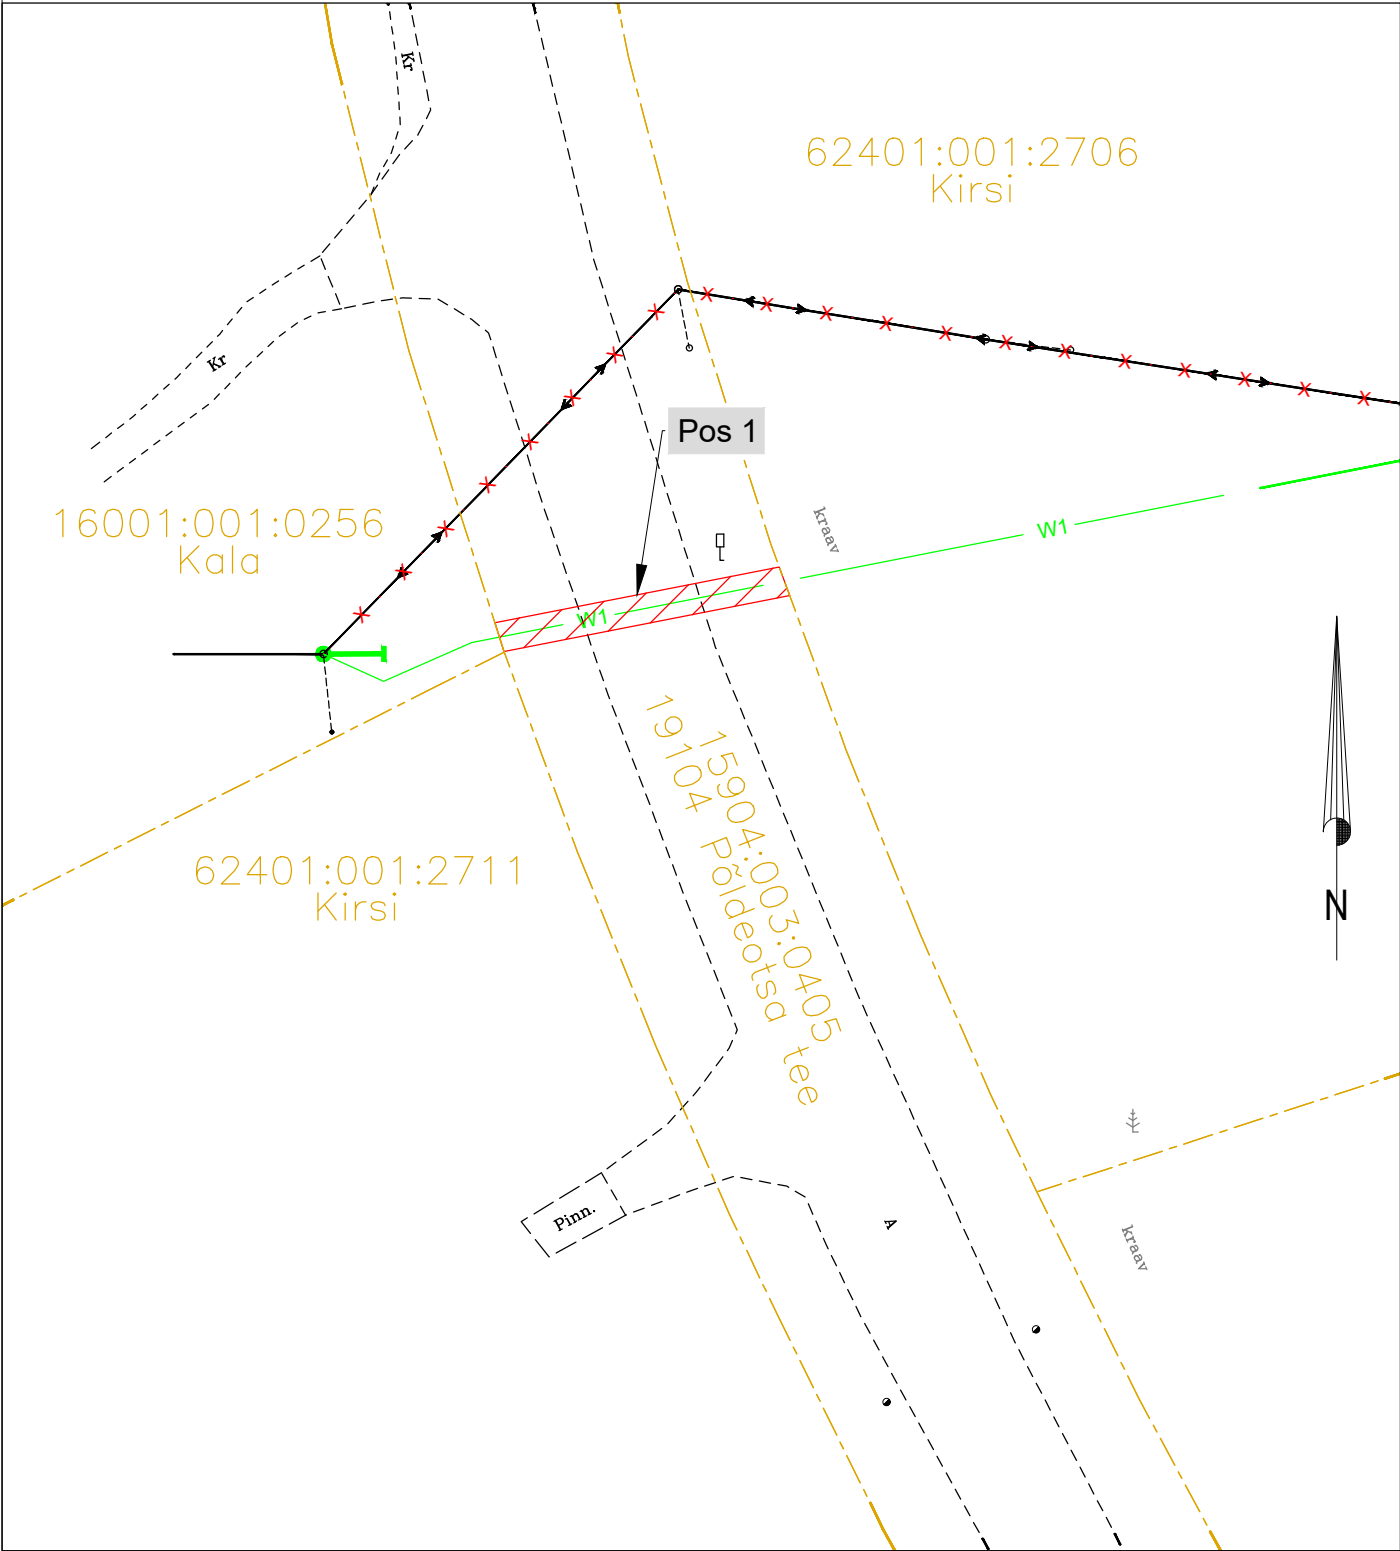 Kr
62401:001:2706
Kirsi
Kr
Pos 1
16001:001:0256
Kala
kraav
W1
W1
15904:003:0405
19104 Põldeotsa tee
62401:001:2711
Kirsi
N
Pinn.
A
kraav